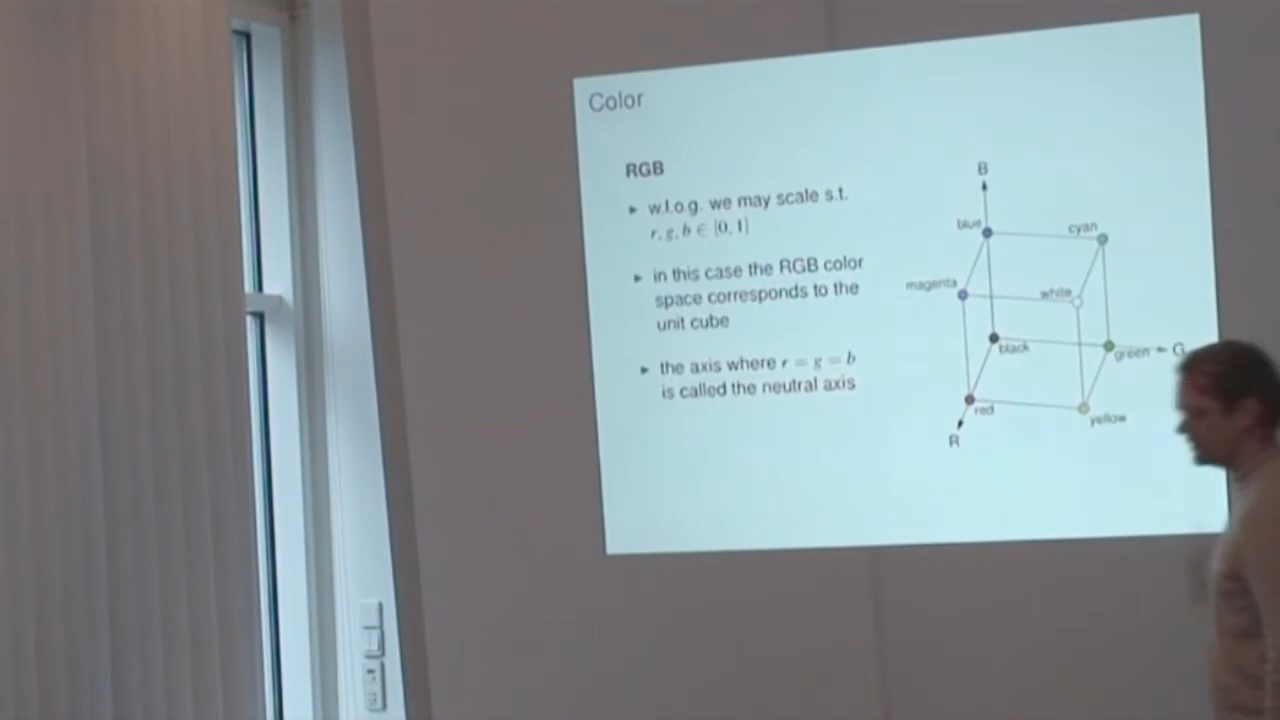 Color
RGB
w.l.o.g. we may scale s.t.
r, g, b ∈ [0, 1]
in this case the RGB color
space corresponds to the
unit cube
the axis where r = g = b
is called the neutral axis
B
blue
cyan
magenta
white
black
green
G
red
yellow
R